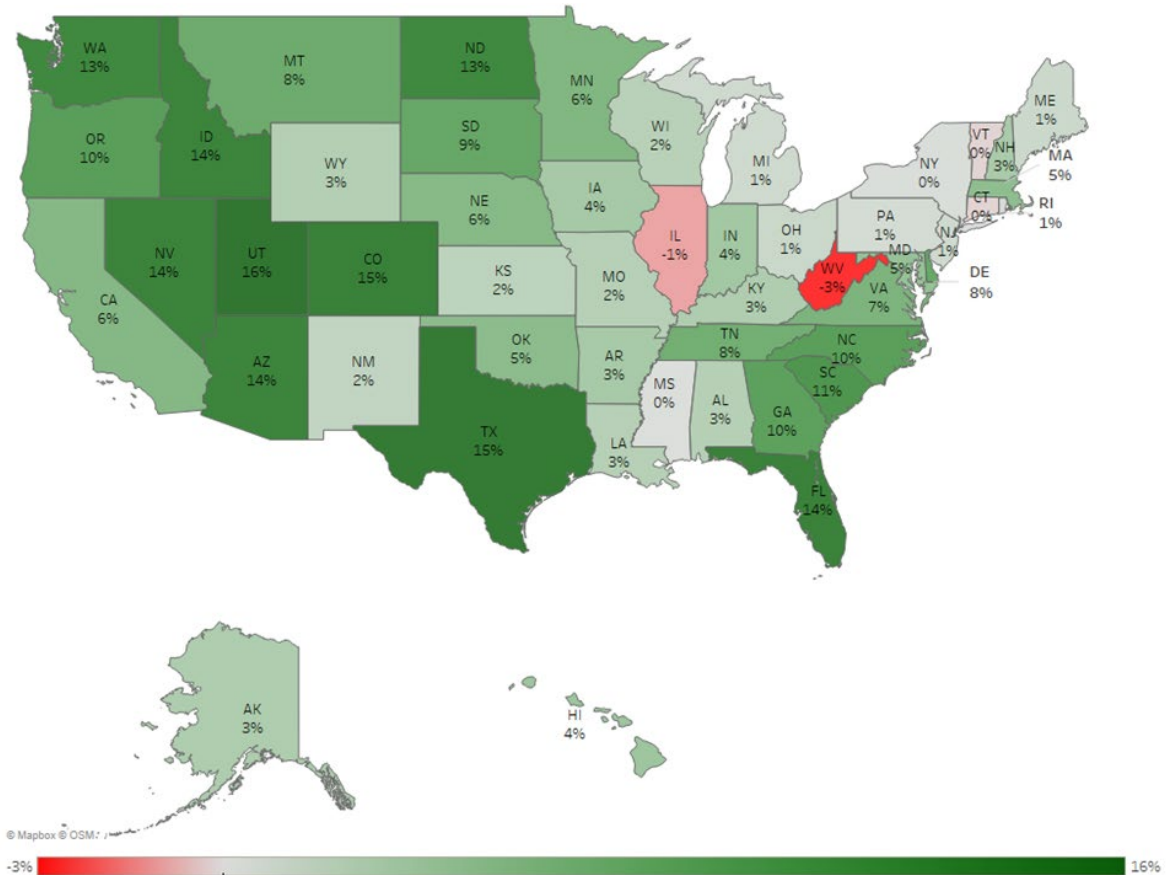 WA
13%
MT
8%
ND
13%
MN
6%
OR
10%
ID
14%
WY
3%
SD
9%
WI
2%
MI
1%
NY
0%
VT
0%
NH
3%
ME
1%
MA
5%
CT
0%
RI
1%
NV
14%
UT
16%
CO
15%
NE
6%
IA
4%
IL
-1%
IN
4%
OH
1%
PA
1%
NJ
1%
MD
5%
DE
8%
CA
6%
KS
2%
MO
2%
KY
3%
WV
-3%
VA
7%
AZ
14%
NM
2%
OK
5%
AR
3%
TN
8%
NC
10%
SC
11%
TX
15%
LA
3%
MS
0%
AL
3%
GA
10%
FL
14%
AK
3%
HI
4%
© Mapbox © OSM
-3%
16%